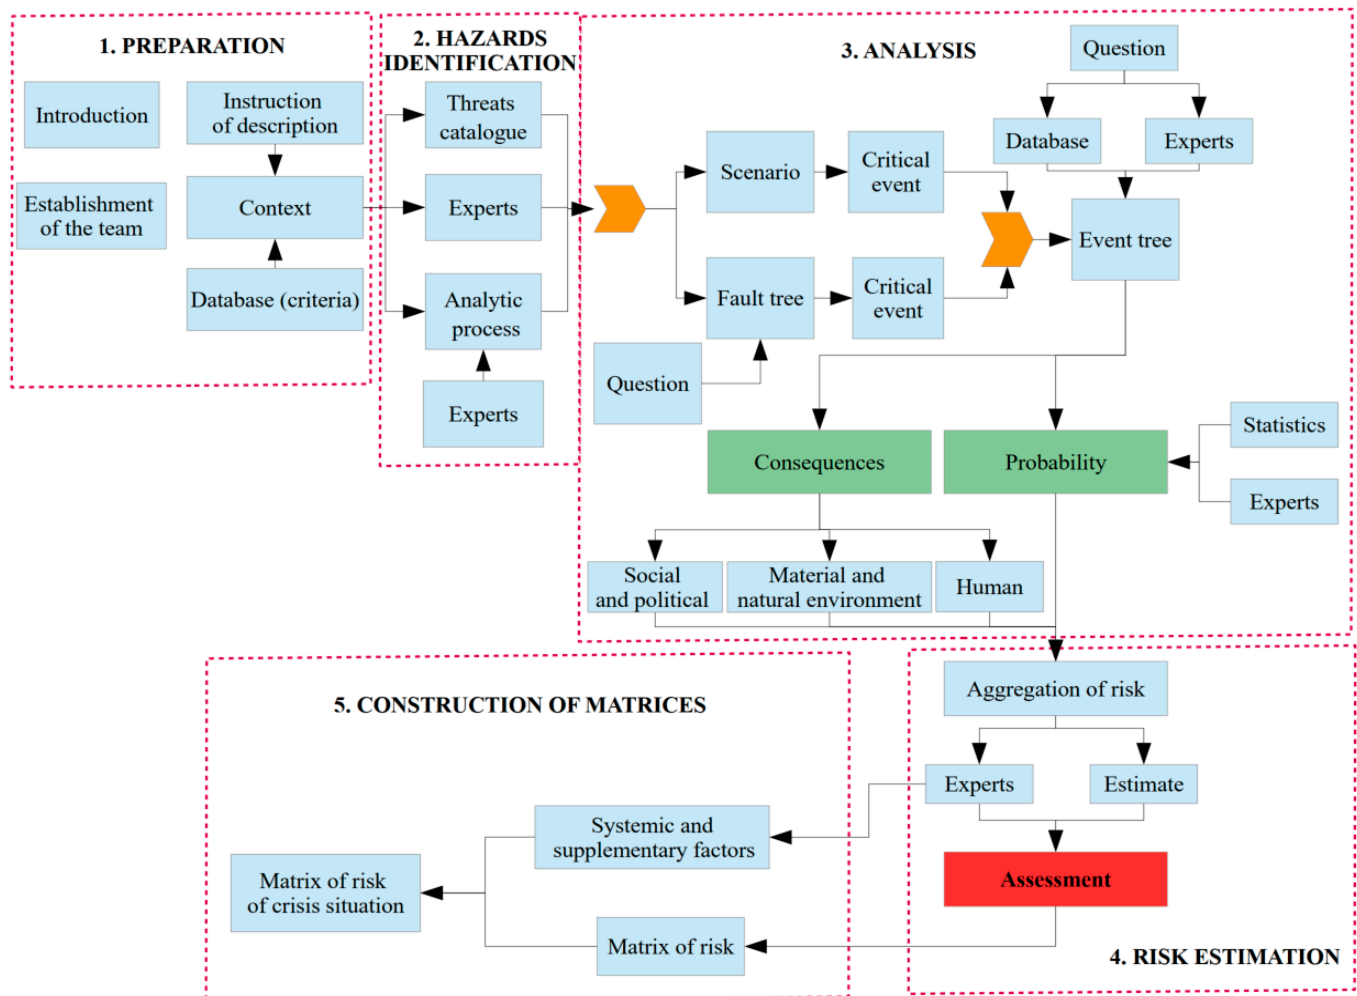 1. PREPARATION
Introduction
Instruction
of description
Establishment
of the team
Context
Database (criteria)
2. HAZARDS
IDENTIFICATION
Threats
catalogue
Experts
Analytic
process
Experts
3. ANALYSIS
Question
Database
Experts
Scenario
Critical
event
Event tree
Fault tree
Critical
event
Question
Consequences
Probability
Statistics
Experts
Social
and political
Material and
natural environment
Human
5. CONSTRUCTION OF MATRICES
Systemic and
supplementary factors
Matrix of risk
of crisis situation
Matrix of risk
Aggregation of risk
Experts
Estimate
Assessment
4. RISK ESTIMATION